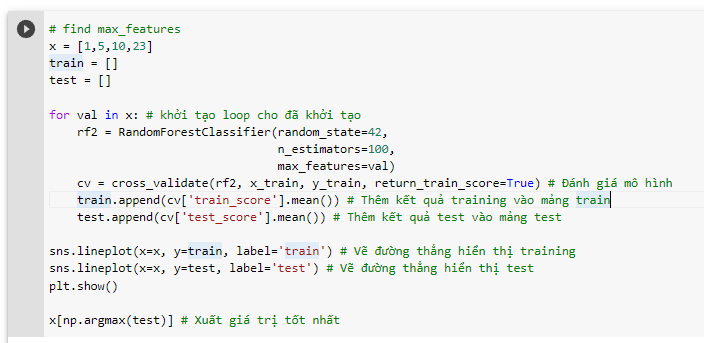 # find max_features
x = [1,5,10,23]
train = []
test = []
for val in x: # khởi tạo loop cho đã khởi tạo
    rf2 = RandomForestClassifier(random_state=42,
                                 n_estimators=100,
                                 max_features=val)
    cv = cross_validate(rf2, x_train, y_train, return_train_score=True) # Đánh giá mô hình
    train.append(cv['train_score'].mean()) # Thêm kết quả training vào mảng train
    test.append(cv['test_score'].mean()) # Thêm kết quả test vào mảng test
sns.lineplot(x=x, y=train, label='train') # Vẽ đường thẳng hiển thị training
sns.lineplot(x=x, y=test, label='test') # Vẽ đường thẳng hiển thị test
plt.show()
x[np.argmax(test)] # Xuất giá trị tốt nhất